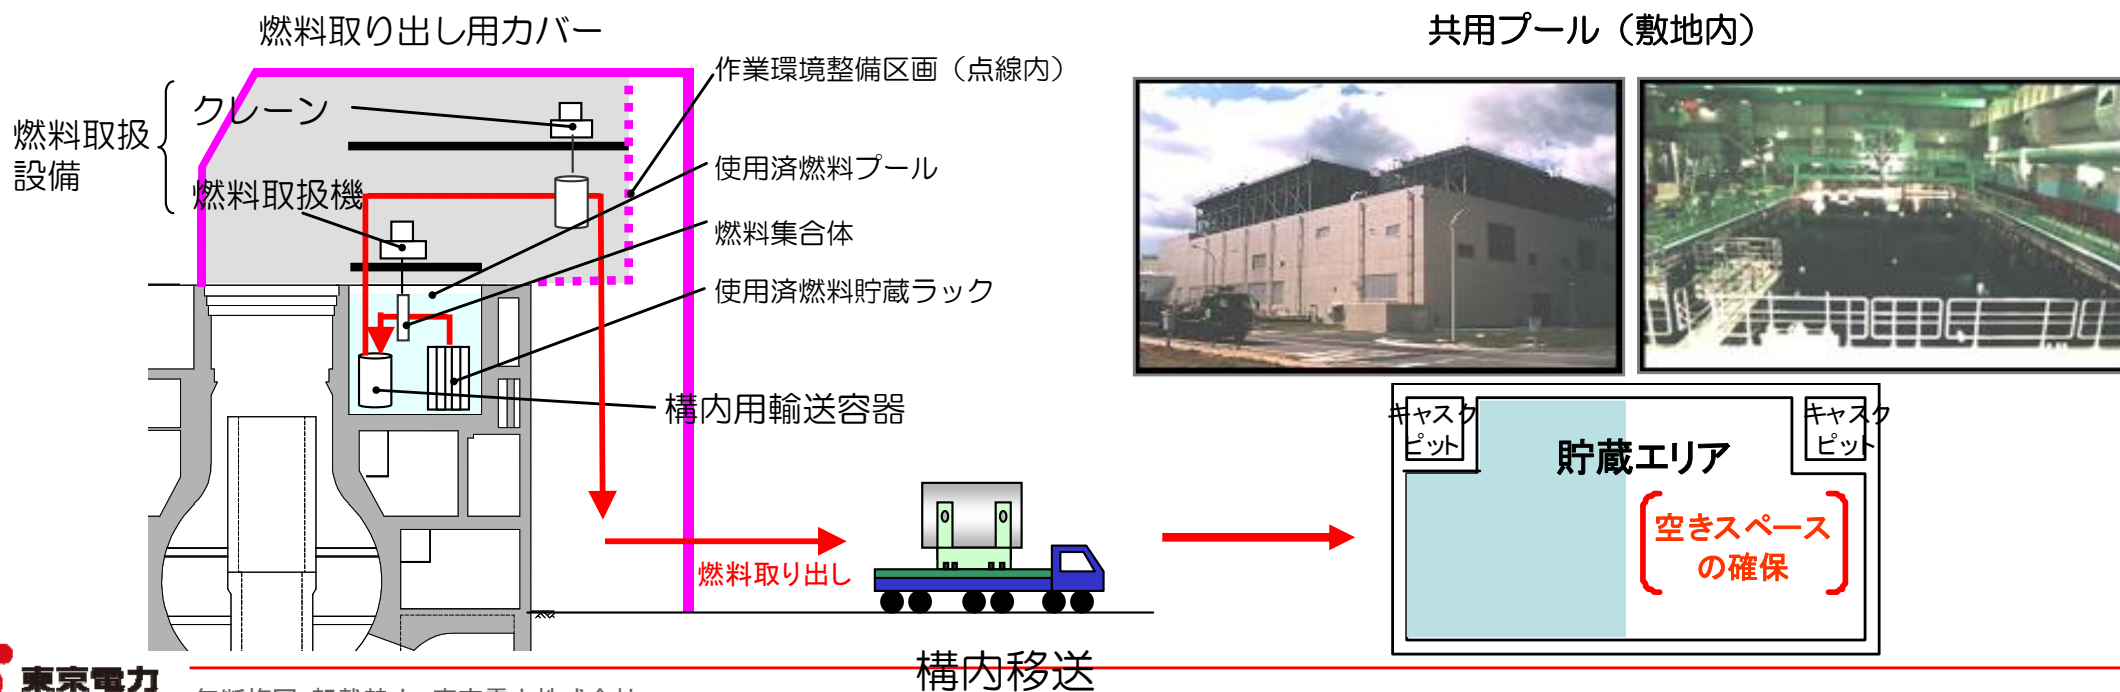 燃料取り出し用カバー
共用プール（敷地内）
作業環境整備区画（点線内）
クレーン
燃料取扱
設備
使用済燃料プール
燃料取扱機
燃料集合体
使用済燃料貯蔵ラック
構内用輸送容器
キャスク
ピット
貯蔵エリア
キャスク
ピット
空きスペース
の確保
燃料取り出し
構内移送
東京電力